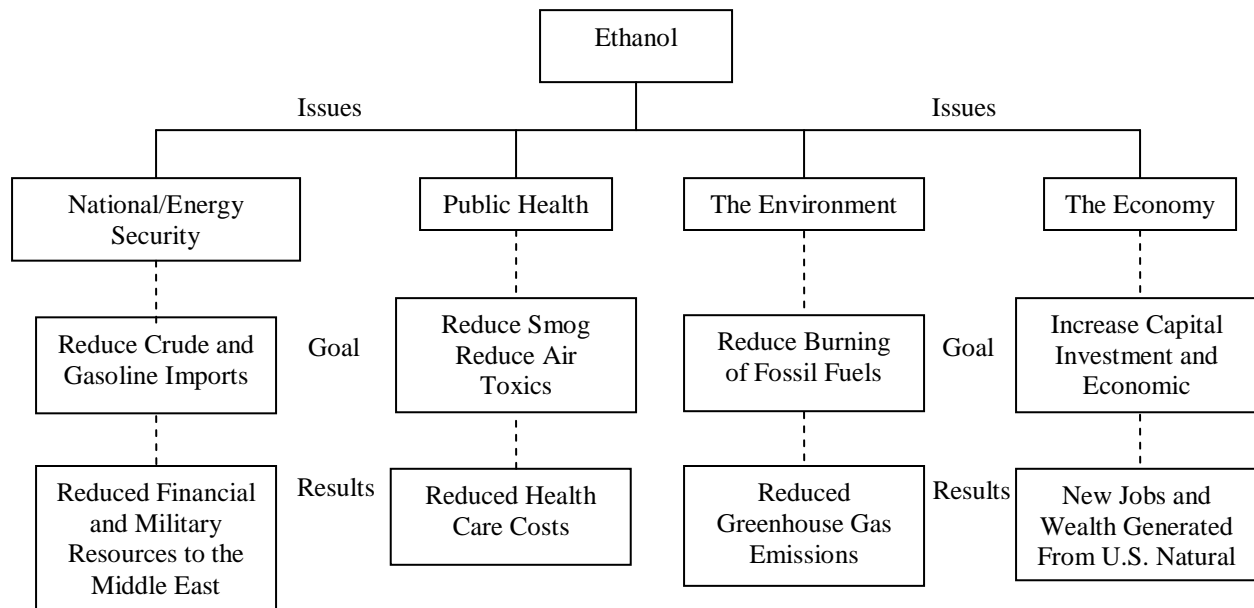 Ethanol
Issues
Issues
National/Energy
Security
Public Health
The Environment
The Economy
Reduce Crude and
Gasoline Imports
Goal
Reduce Smog
Reduce Air
Toxics
Reduce Burning
of Fossil Fuels
Goal
Increase Capital
Investment and
Economic
Reduced Financial
and Military
Resources to the
Middle East
Results
Reduced Health
Care Costs
Reduced
Greenhouse Gas
Emissions
Results
New Jobs and
Wealth Generated
From U.S. Natural